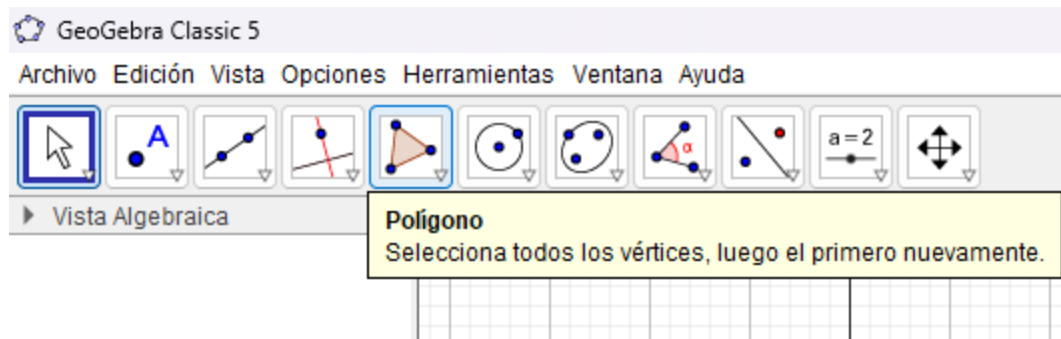 GeoGebra Classic 5
Archivo Edición Vista Opciones Herramientas Ventana Ayuda
A
α
a=2
Vista Algebraica
Polígono
Selecciona todos los vértices, luego el primero nuevamente.